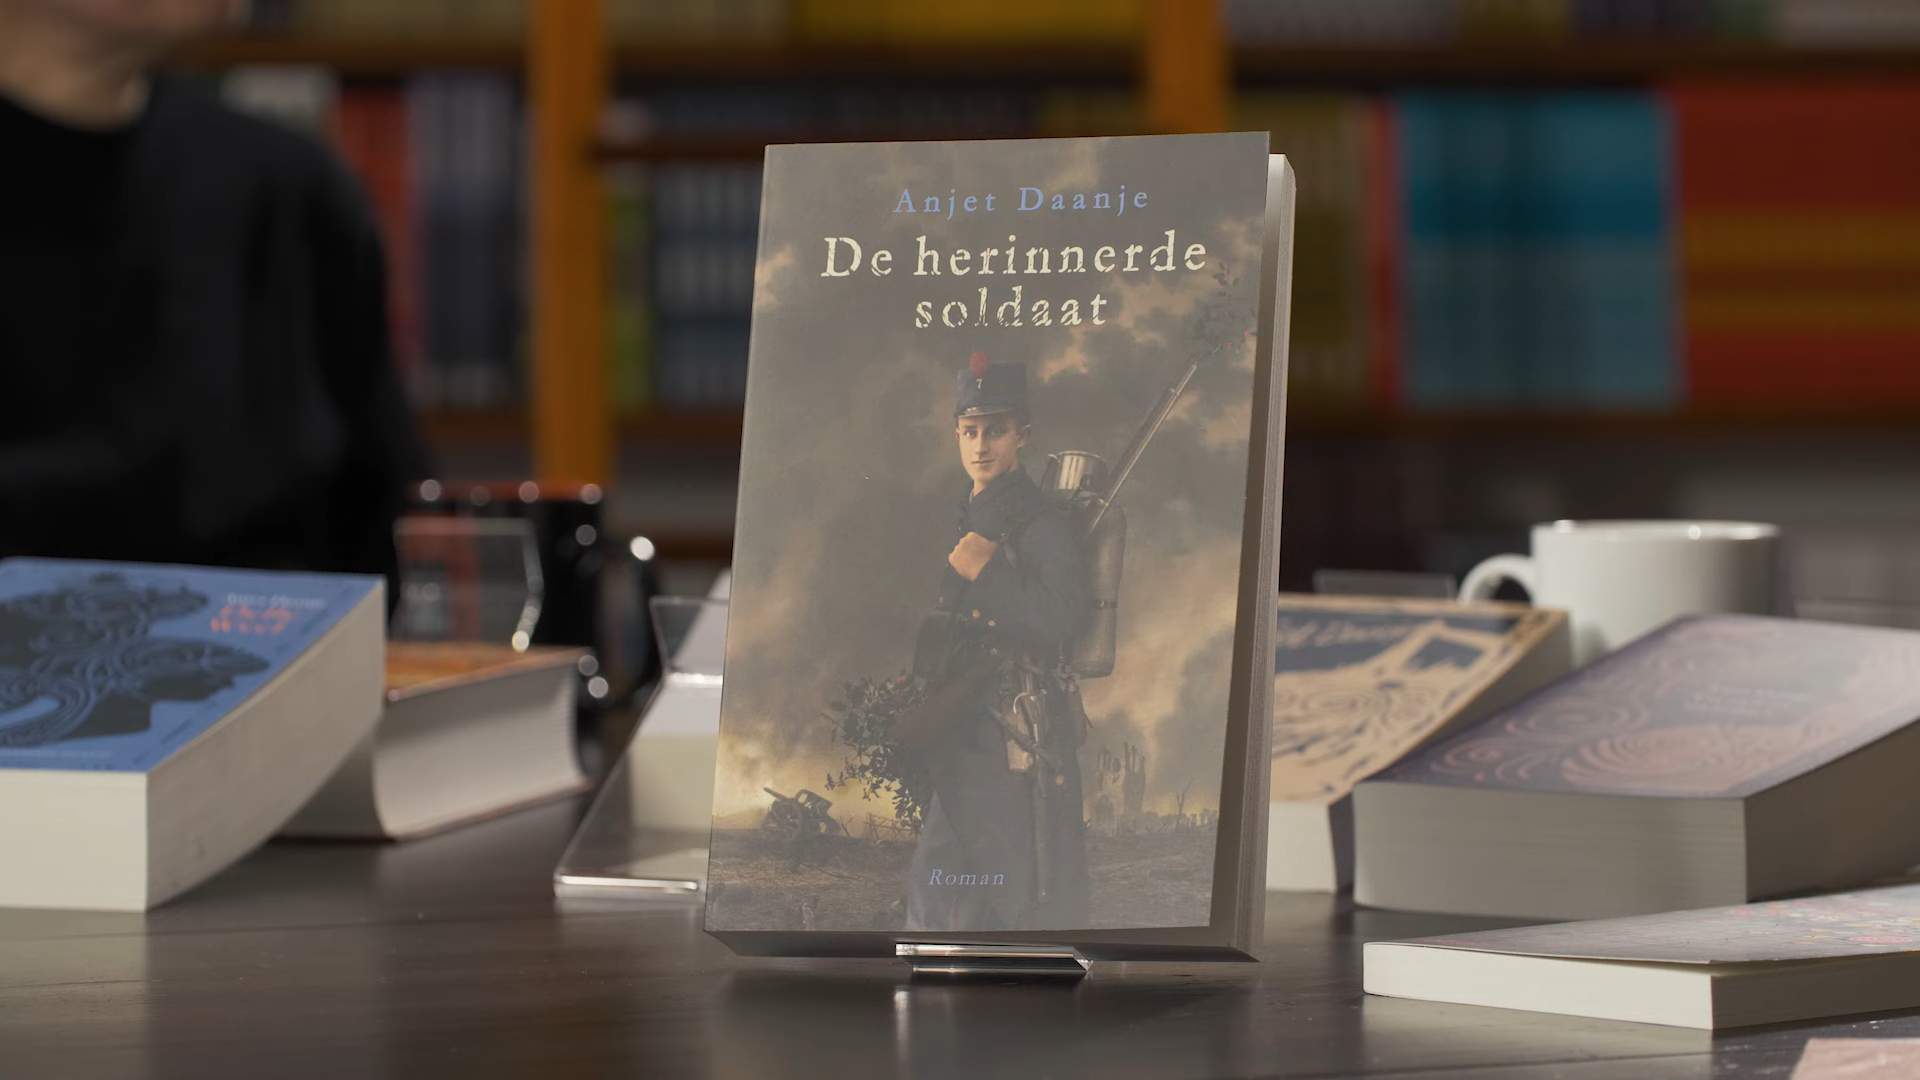 Anjet Daanje
De herinnerde
soldaat
7
Roman